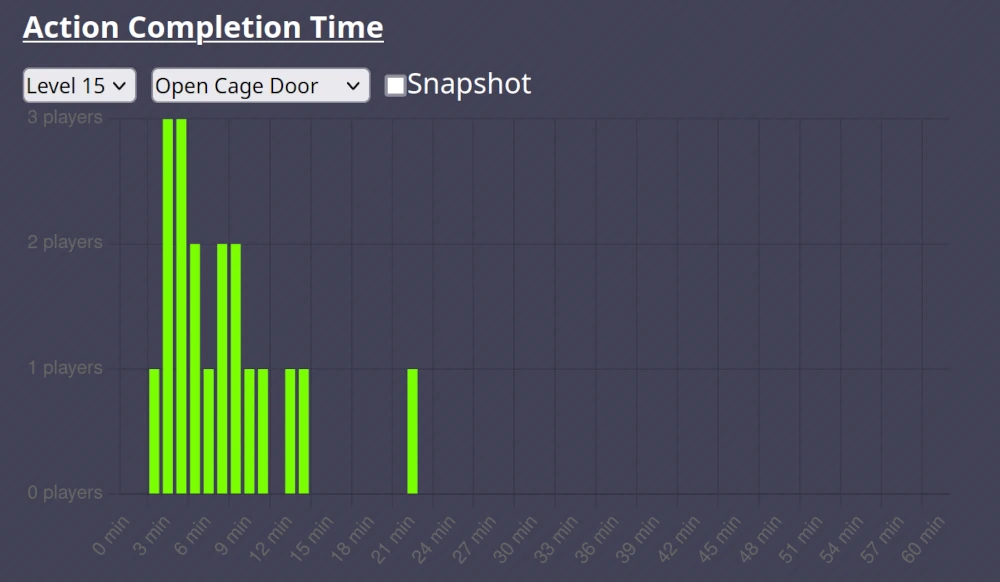 Action Completion Time
Level 15 Open Cage Door Snapshot
3 players
2 players
1 players
0 players
0 min 3 min 6 min 9 min 12 min 15 min 18 min 21 min 24 min 27 min 30 min 33 min 36 min 39 min 42 min 45 min 48 min 51 min 54 min 57 min 60 min